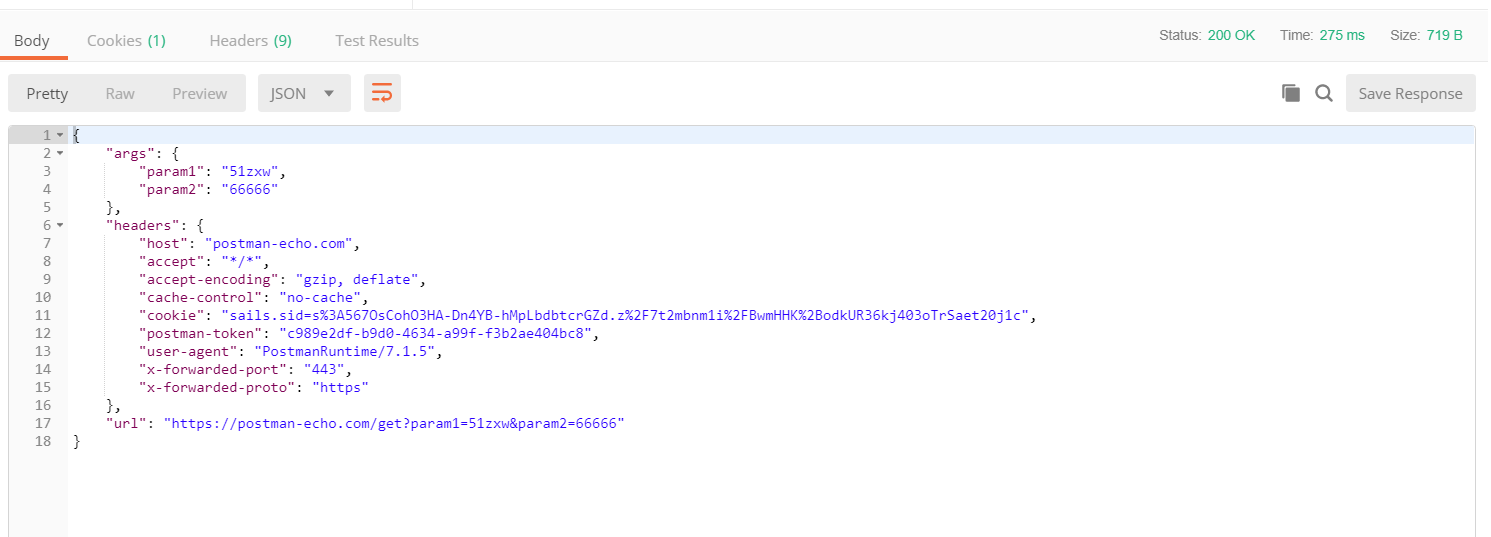 Body Cookies (1) Headers (9) Test Results Status: 200 OK Time: 275 ms Size: 719 B
Pretty Raw Preview JSON Save Response
1 {
2 "args": {
3 "param1": "51zxw",
4 "param2": "66666"
5 },
6 "headers": {
7 "host": "postman-echo.com",
8 "accept": "*/*",
9 "accept-encoding": "gzip, deflate",
10 "cache-control": "no-cache",
11 "cookie": "sails.sid=s%3A567OsCohO3HA-Dn4YB-hMpLbdbtcrGZd.z%2F7t2mbnm1i%2FBwmHHK%2BodkUR36kj403oTrSaet20j1c",
12 "postman-token": "c989e2df-b9d0-4634-a99f-f3b2ae404bc8",
13 "user-agent": "PostmanRuntime/7.1.5",
14 "x-forwarded-port": "443",
15 "x-forwarded-proto": "https"
16 },
17 "url": "https://postman-echo.com/get?param1=51zxw&param2=66666"
18 }